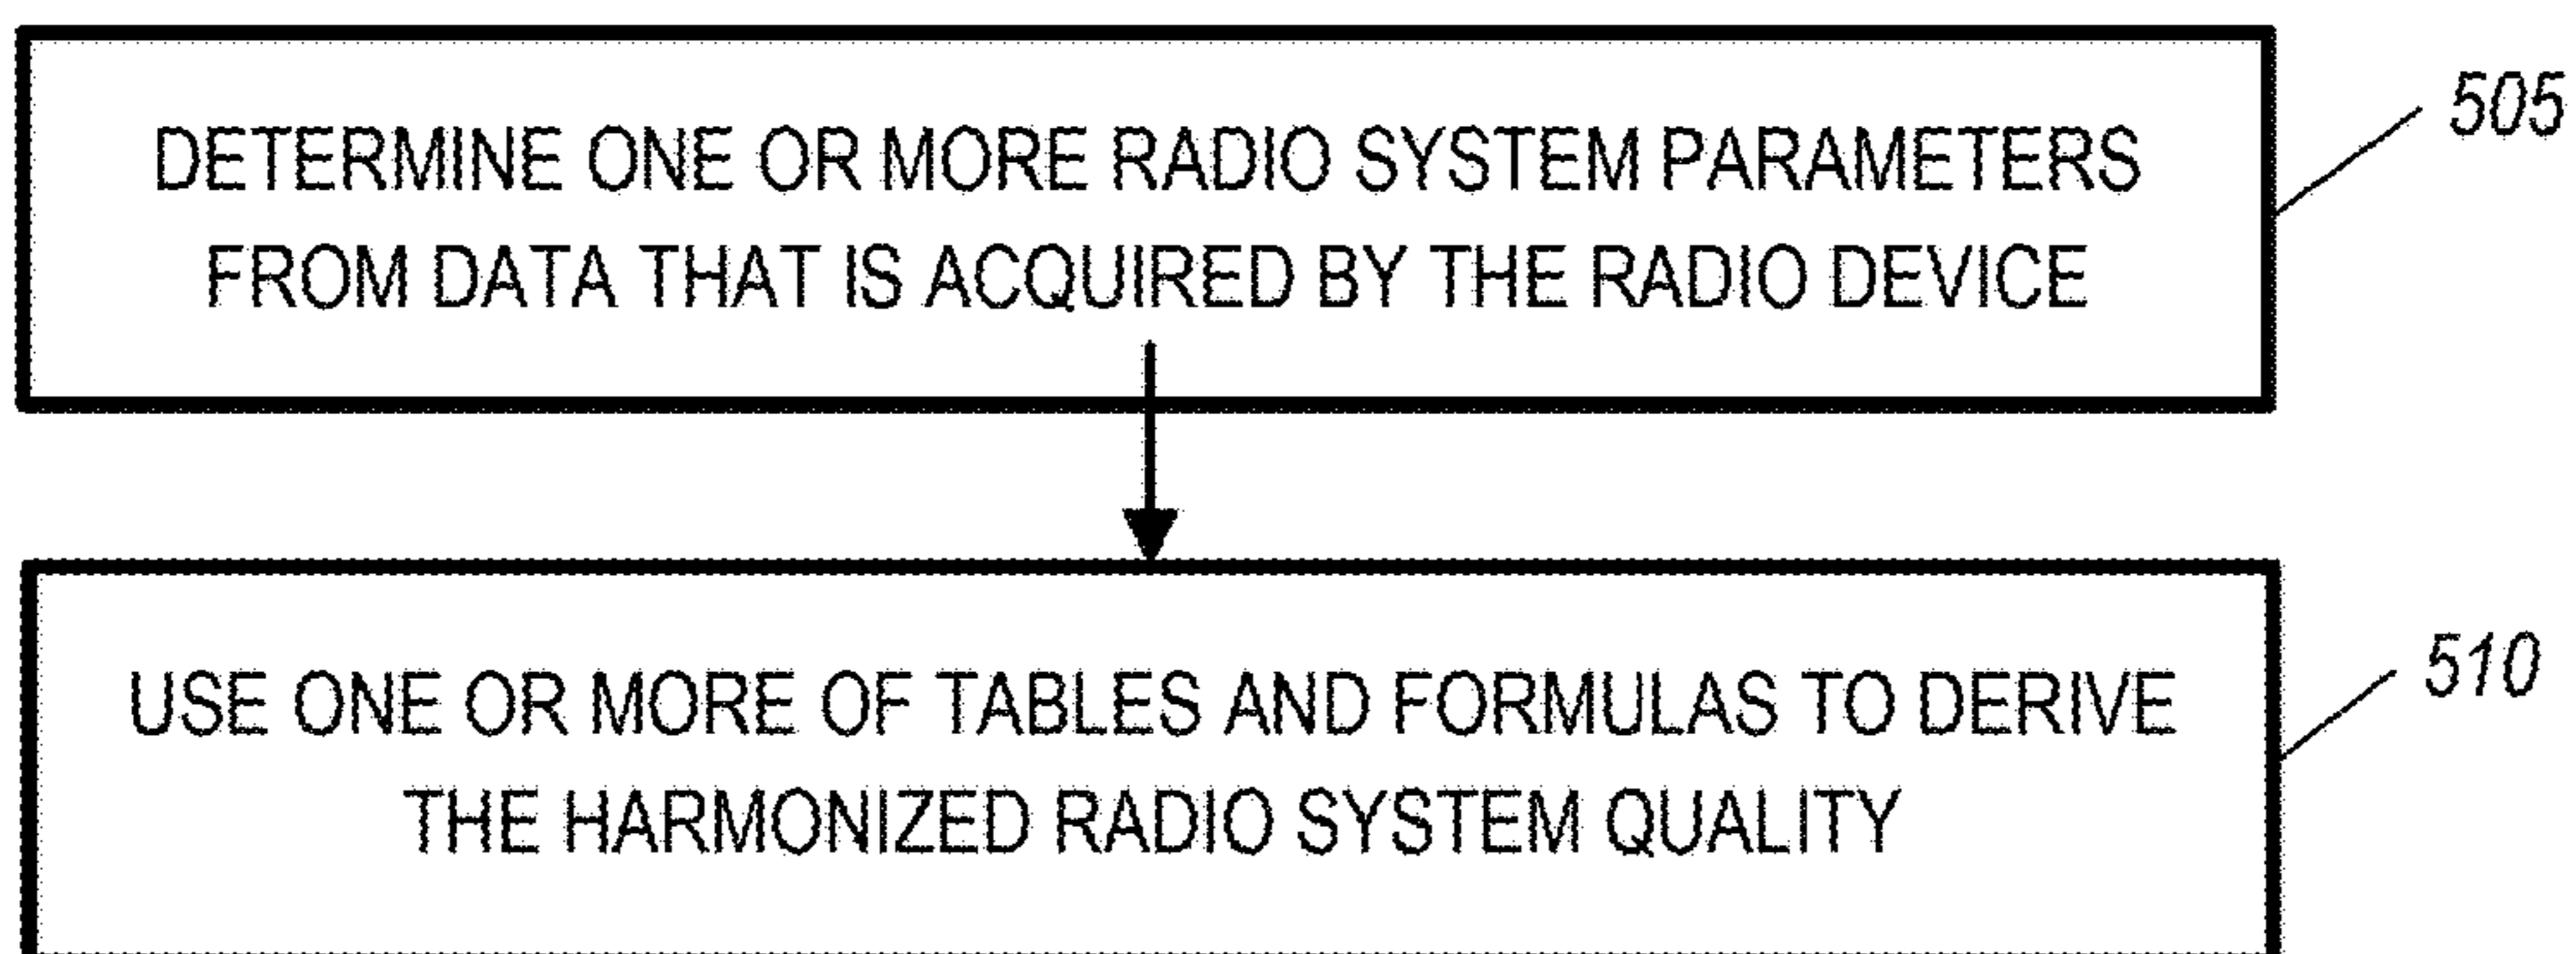 DETERMINE ONE OR MORE RADIO SYSTEM PARAMETERS
FROM DATA THAT IS ACQUIRED BY THE RADIO DEVICE
505
USE ONE OR MORE OF TABLES AND FORMULAS TO DERIVE
THE HARMONIZED RADIO SYSTEM QUALITY
510